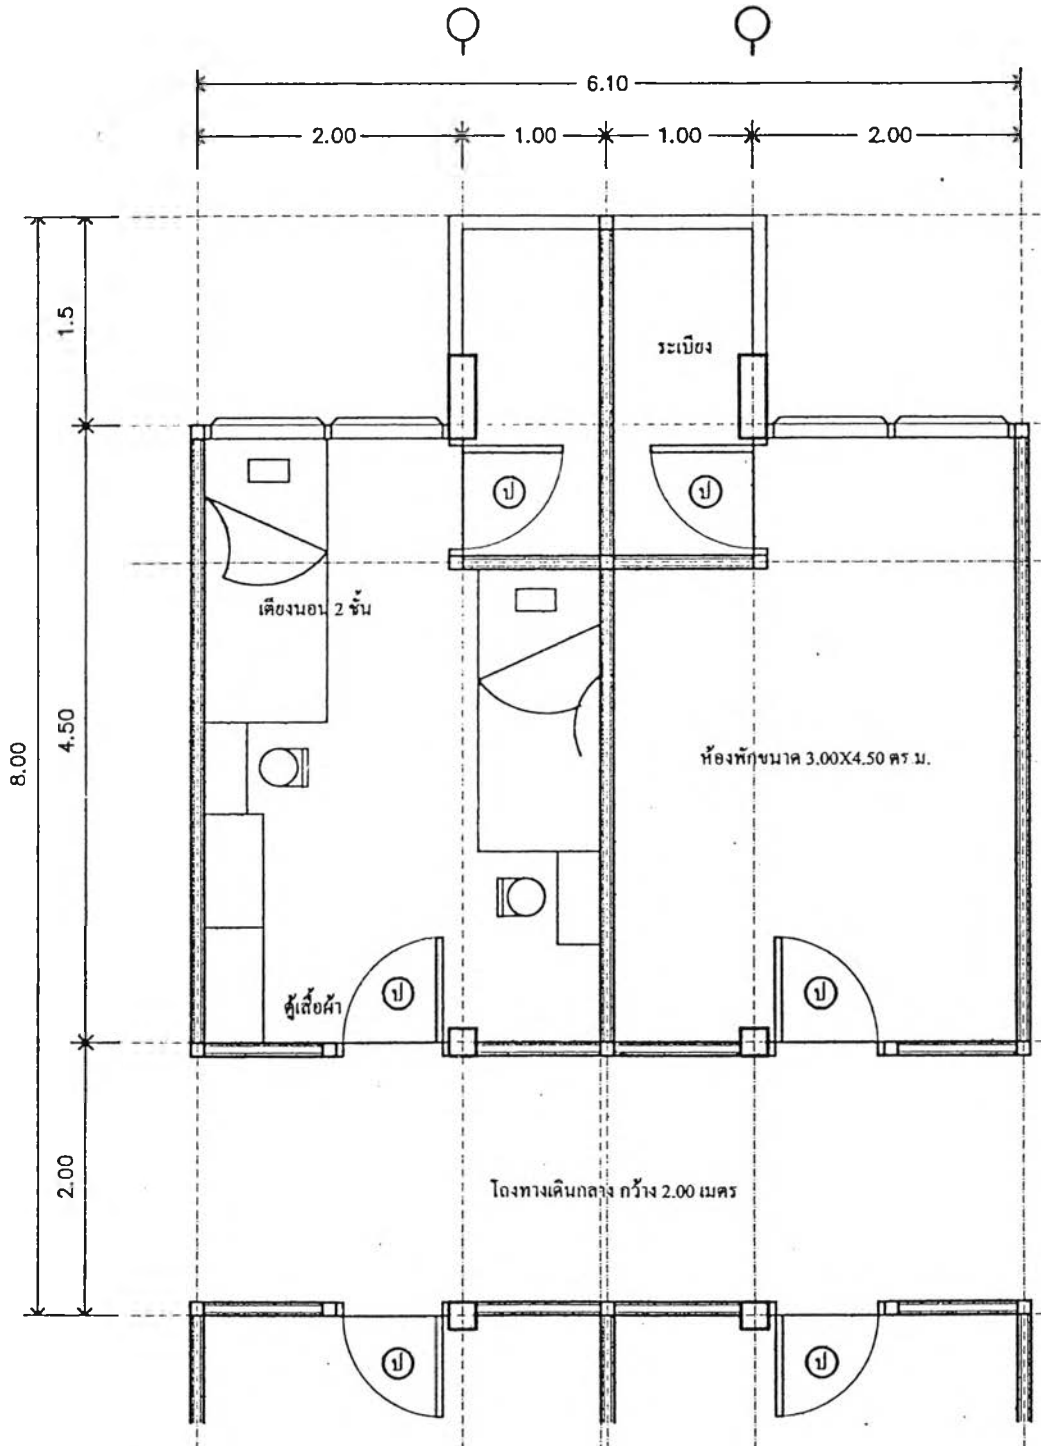 6.10
2.00 1.00 1.00 2.00
1.5
ระเบียง
ป ป
เตียงนอน 2 ชั้น
4.50
8.00
ห้องพักขนาด 3.00X4.50 ตร.ม.
ตู้เสื้อผ้า
ป ป
2.00
โถงทางเดินกลาง กว้าง 2.00 เมตร
ป ป